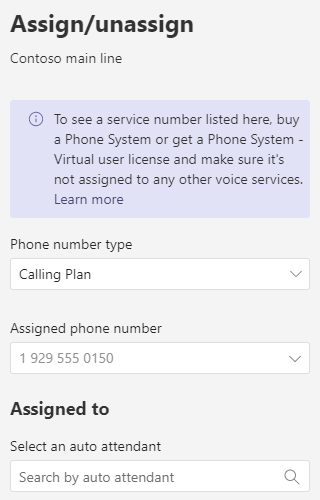 Assign/unassign
Contoso main line
To see a service number listed here, buy
a Phone System or get a Phone System -
Virtual user license and make sure it's
not assigned to any other voice services.
Learn more
Phone number type
Calling Plan
Assigned phone number
1 929 555 0150
Assigned to
Select an auto attendant
Search by auto attendant